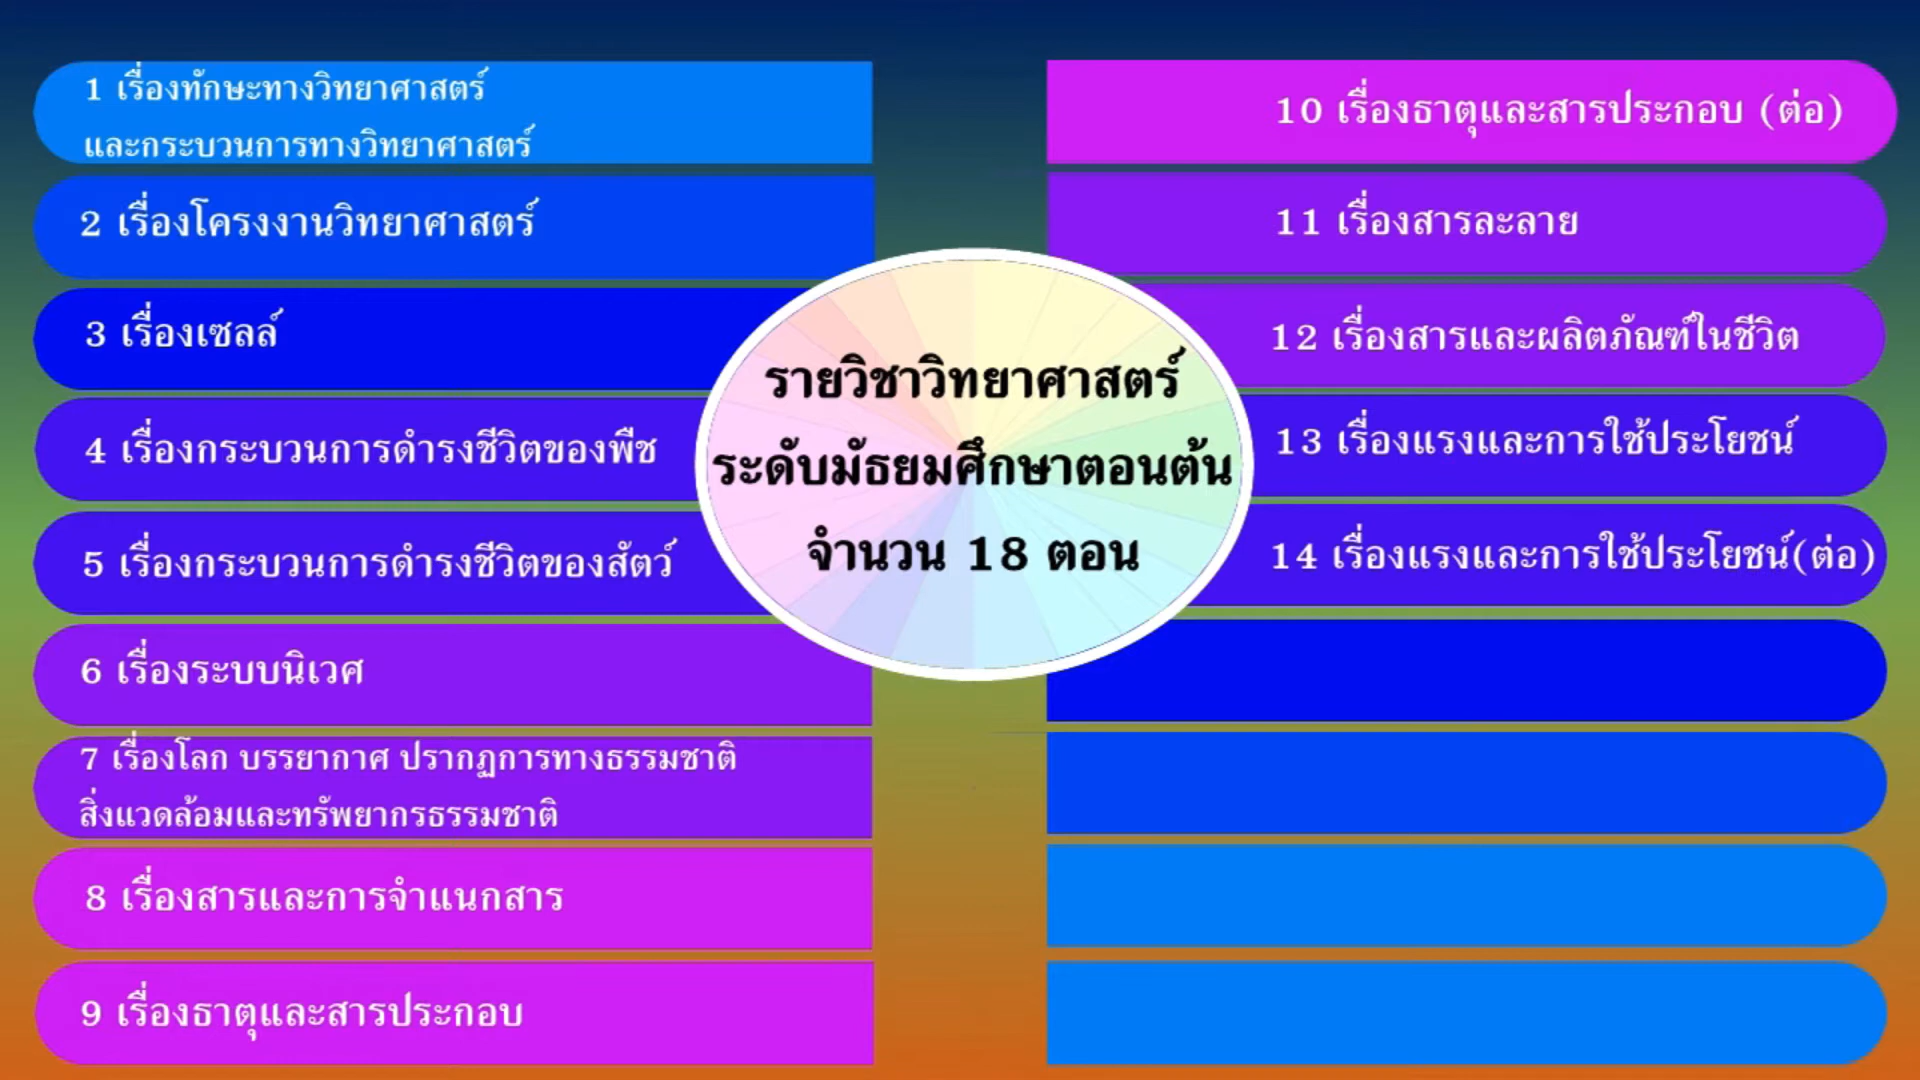 1 เรื่องทักษะทางวิทยาศาสตร์
และกระบวนการทางวิทยาศาสตร์
2 เรื่องโครงงานวิทยาศาสตร์
3 เรื่องเซลล์
4 เรื่องกระบวนการดำรงชีวิตของพืช
5 เรื่องกระบวนการดำรงชีวิตของสัตว์
6 เรื่องระบบนิเวศ
7 เรื่องโลก บรรยากาศ ปรากฏการทางธรรมชาติ
สิ่งแวดล้อมและทรัพยากรธรรมชาติ
8 เรื่องสารและการจำแนกสาร
9 เรื่องธาตุและสารประกอบ
รายวิชาวิทยาศาสตร์
ระดับมัธยมศึกษาตอนต้น
จำนวน 18 ตอน
10 เรื่องธาตุและสารประกอบ (ต่อ)
11 เรื่องสารละลาย
12 เรื่องสารและผลิตภัณฑ์ในชีวิต
13 เรื่องแรงและการใช้ประโยชน์
14 เรื่องแรงและการใช้ประโยชน์(ต่อ)